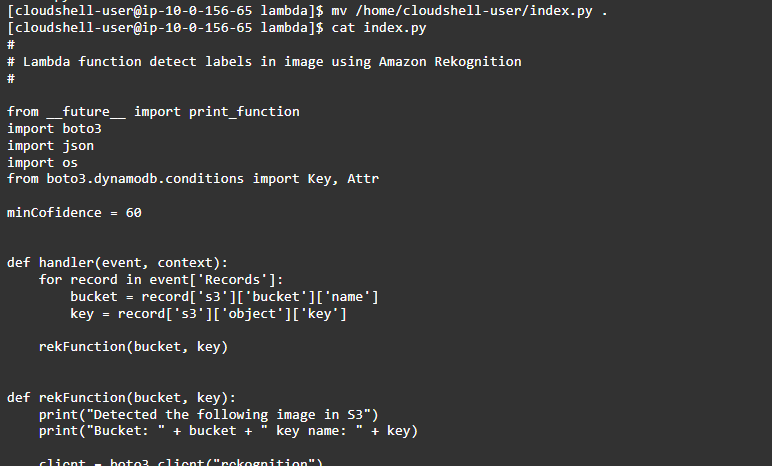 [cloudshell-user@ip-10-0-156-65 lambda]$ mv /home/cloudshell-user/index.py .
[cloudshell-user@ip-10-0-156-65 lambda]$ cat index.py
#
# Lambda function detect labels in image using Amazon Rekognition
#

from __future__ import print_function
import boto3
import json
import os
from boto3.dynamodb.conditions import Key, Attr

minCofidence = 60


def handler(event, context):
    for record in event['Records']:
        bucket = record['s3']['bucket']['name']
        key = record['s3']['object']['key']

    rekFunction(bucket, key)


def rekFunction(bucket, key):
    print("Detected the following image in S3")
    print("Bucket: " + bucket + " key name: " + key)

    client = boto3.client("rekognition")